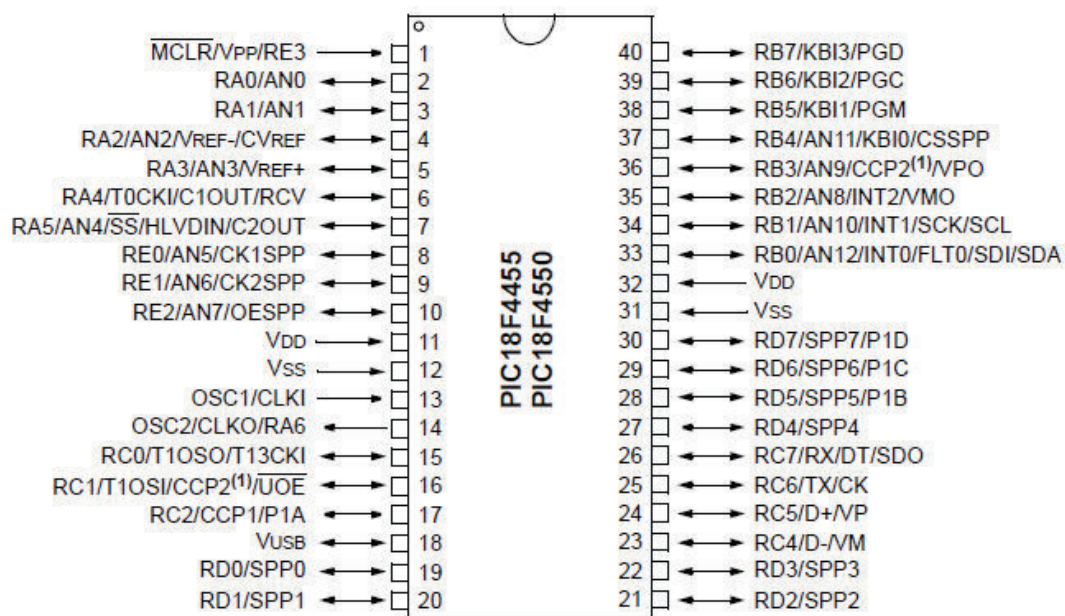 MCLR/VPP/RE3 1 40 RB7/KBI3/PGD
RA0/AN0 2 39 RB6/KBI2/PGC
RA1/AN1 3 38 RB5/KBI1/PGM
RA2/AN2/VREF-/CVREF 4 37 RB4/AN11/KBI0/CSSPP
RA3/AN3/VREF+ 5 36 RB3/AN9/CCP2(1)/VPO
RA4/T0CKI/C1OUT/RCV 6 35 RB2/AN8/INT2/VMO
RA5/AN4/SS/HLVDIN/C2OUT 7 34 RB1/AN10/INT1/SCK/SCL
RE0/AN5/CK1SPP 8 33 RB0/AN12/INT0/FLT0/SDI/SDA
RE1/AN6/CK2SPP 9 32 VDD
RE2/AN7/OESPP 10 31 VSS
VDD 11 30 RD7/SPP7/P1D
VSS 12 29 RD6/SPP6/P1C
OSC1/CLKI 13 28 RD5/SPP5/P1B
OSC2/CLKO/RA6 14 27 RD4/SPP4
RC0/T1OSO/T13CKI 15 26 RC7/RX/DT/SDO
RC1/T1OSI/CCP2(1)/UOE 16 25 RC6/TX/CK
RC2/CCP1/P1A 17 24 RC5/D+/VP
VUSB 18 23 RC4/D-/VM
RD0/SPP0 19 22 RD3/SPP3
RD1/SPP1 20 21 RD2/SPP2
PIC18F4455
PIC18F4550